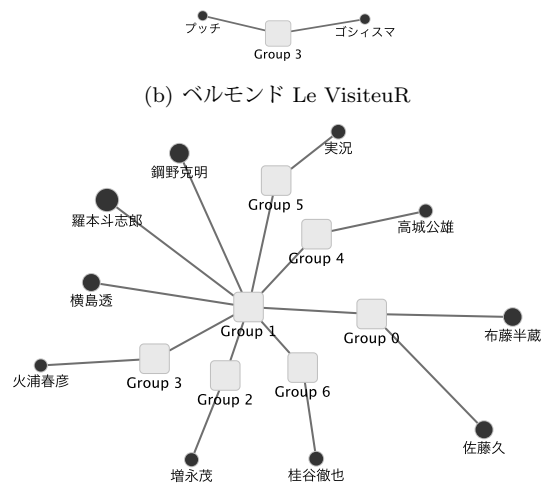 プッチ
ゴシィスマ
Group 3
(b) ベルモンド Le VisiteuR
実況
鋼野克明
Group 5
羅本斗志郎
高城公雄
Group 4
横島透
Group 1
Group 0
布藤半蔵
火浦春彦
Group 3
Group 2
Group 6
佐藤久
増永茂
桂谷徹也